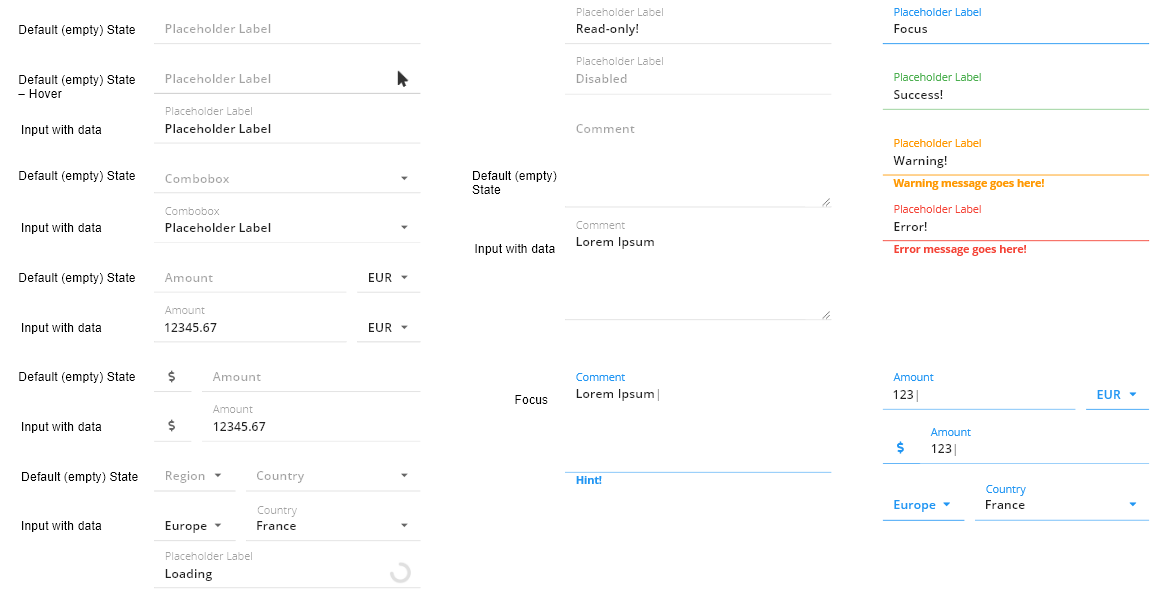 Default (empty) State
Placeholder Label
Default (empty) State
– Hover
Placeholder Label
Input with data
Placeholder Label
Placeholder Label
Default (empty) State
Combobox
Input with data
Combobox
Placeholder Label
Default (empty) State
Amount
EUR
Input with data
Amount
12345.67
EUR
Default (empty) State
$
Amount
Input with data
$
Amount
12345.67
Default (empty) State
Region
Country
Input with data
Europe
Country
France
Placeholder Label
Loading
Placeholder Label
Read-only!
Placeholder Label
Disabled
Comment
Default (empty)
State
Input with data
Comment
Lorem Ipsum
Focus
Comment
Lorem Ipsum
Hint!
Placeholder Label
Focus
Placeholder Label
Success!
Placeholder Label
Warning!
Warning message goes here!
Placeholder Label
Error!
Error message goes here!
Amount
123
EUR
$
Amount
123
Europe
Country
France